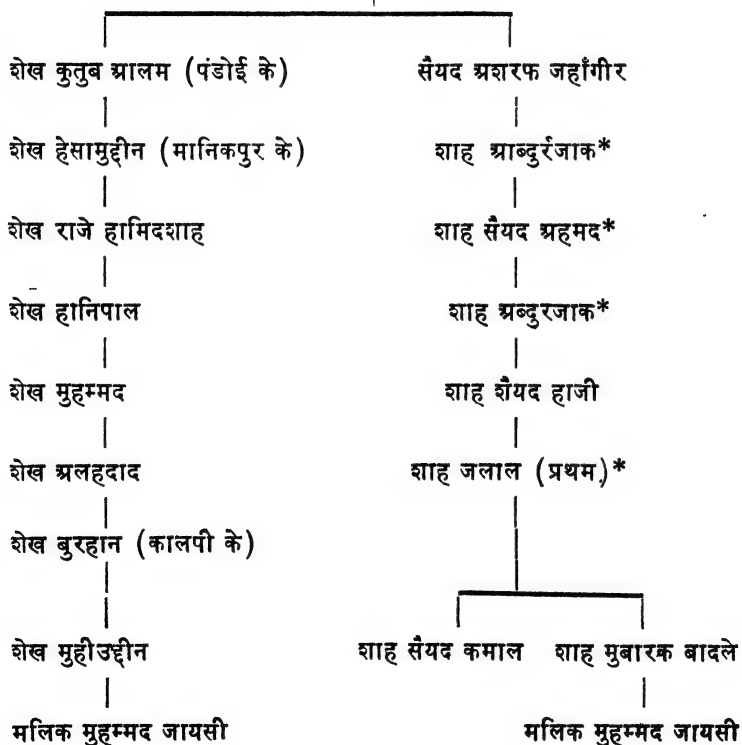 शेख कुतुब आलम (पंडोई के) सैयद अशरफ जहाँगीर
शेख हेसामुद्दीन (मानिकपुर के) शाह आब्दुर्रजाक*
शेख राजे हामिदशाह शाह सैयद अहमद*
शेख हानिपाल शाह अब्दुरजाक*
शेख मुहम्मद शाह शैयद हाजी
शेख अलहदाद शाह जलाल (प्रथम)*
शेख बुरहान (कालपी के)
शेख मुहीउद्दीन शाह सैयद कमाल शाह मुबारक बादले
मलिक मुहम्मद जायसी मलिक मुहम्मद जायसी